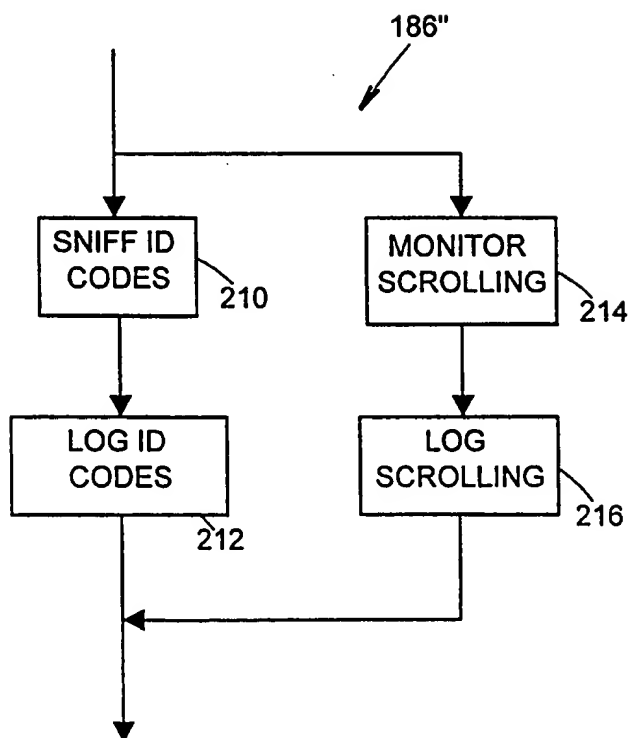 186"
SNIFF ID
CODES
210
MONITOR
SCROLLING
214
LOG ID
CODES
212
LOG
SCROLLING
216